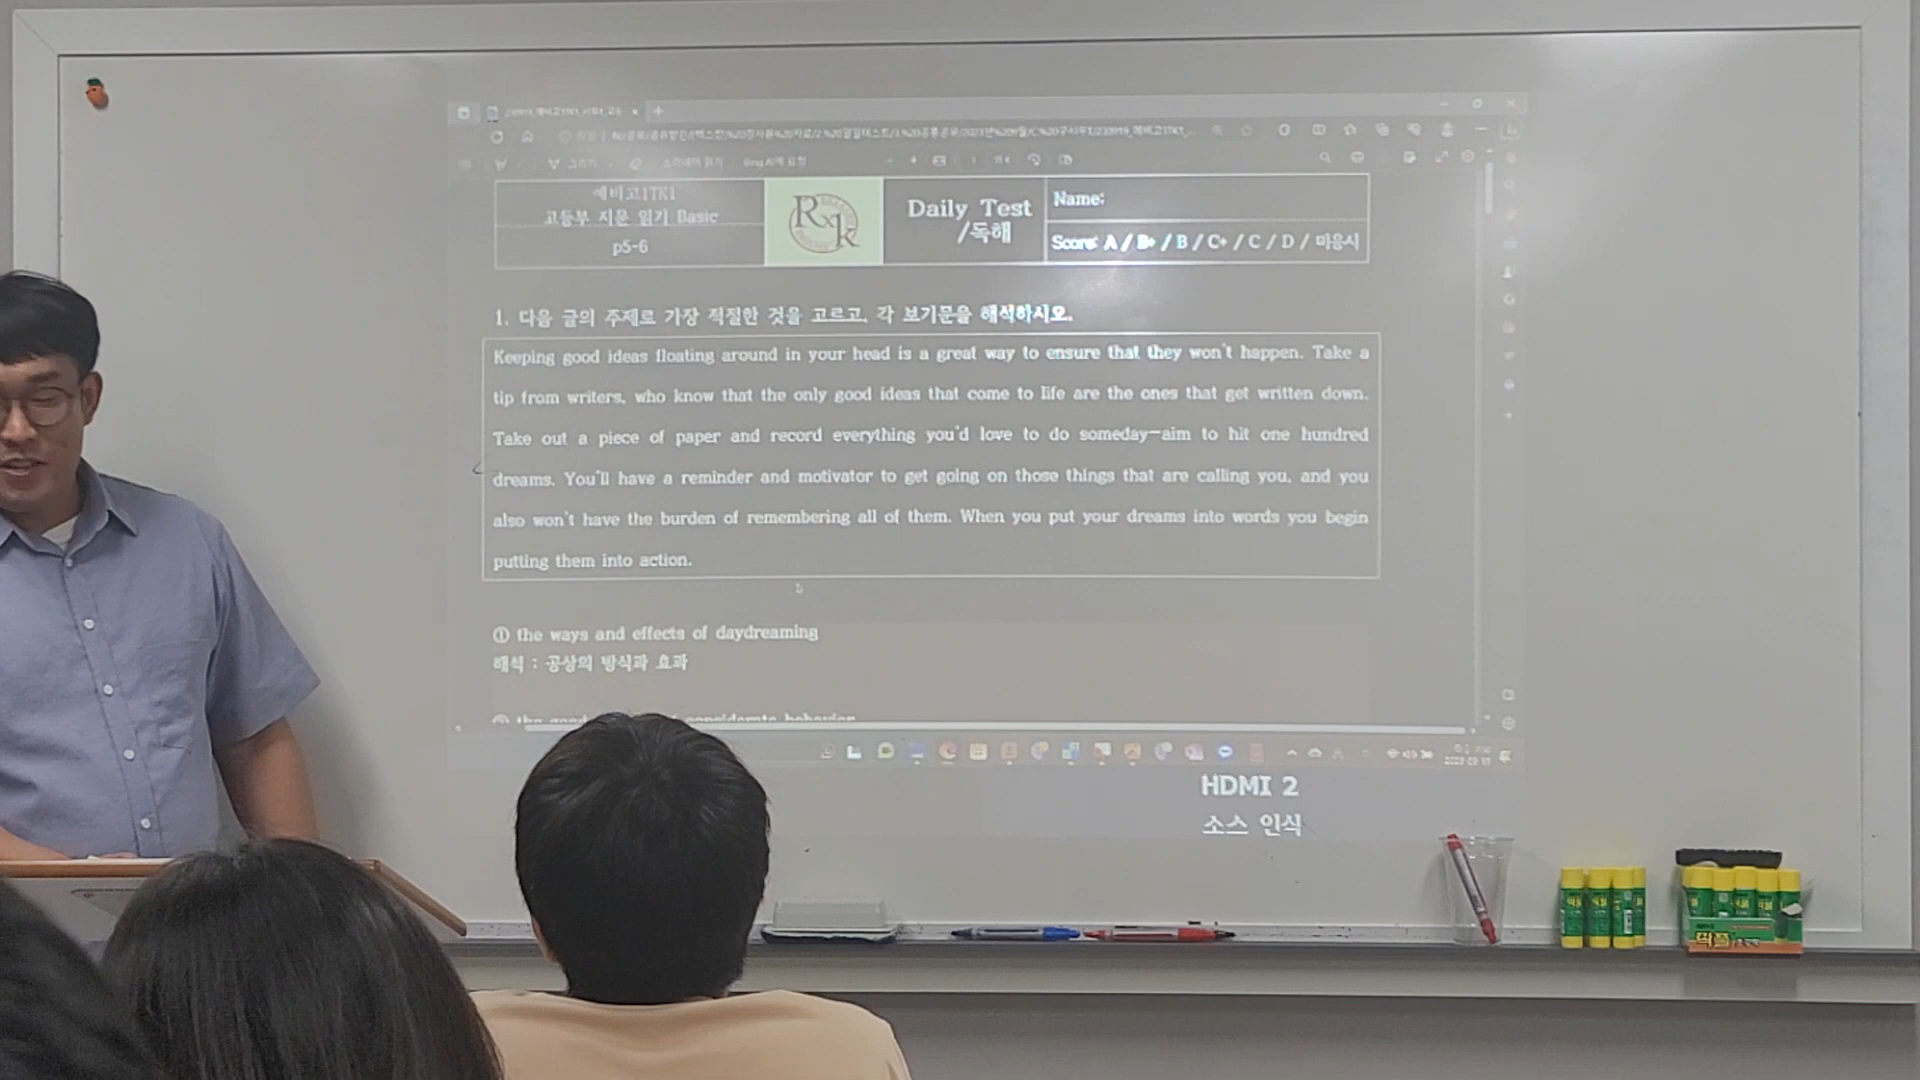 예비고1TK1
고등부 지문 읽기 Basic
p5-6
Rxk
Daily Test
/독해
Name:
Score: A / B+ / B / C+ / C / D / 미응시
1. 다음 글의 주제로 가장 적절한 것을 고르고, 각 보기문을 해석하시오.
Keeping good ideas floating around in your head is a great way to ensure that they won't happen. Take a
tip from writers, who know that the only good ideas that come to life are the ones that get written down.
Take out a piece of paper and record everything you'd love to do someday—aim to hit one hundred
dreams. You'll have a reminder and motivator to get going on those things that are calling you, and you
also won't have the burden of remembering all of them. When you put your dreams into words you begin
putting them into action.
① the ways and effects of daydreaming
해석 : 공상의 방식과 효과
considerate behavior
HDMI 2
소스 인식